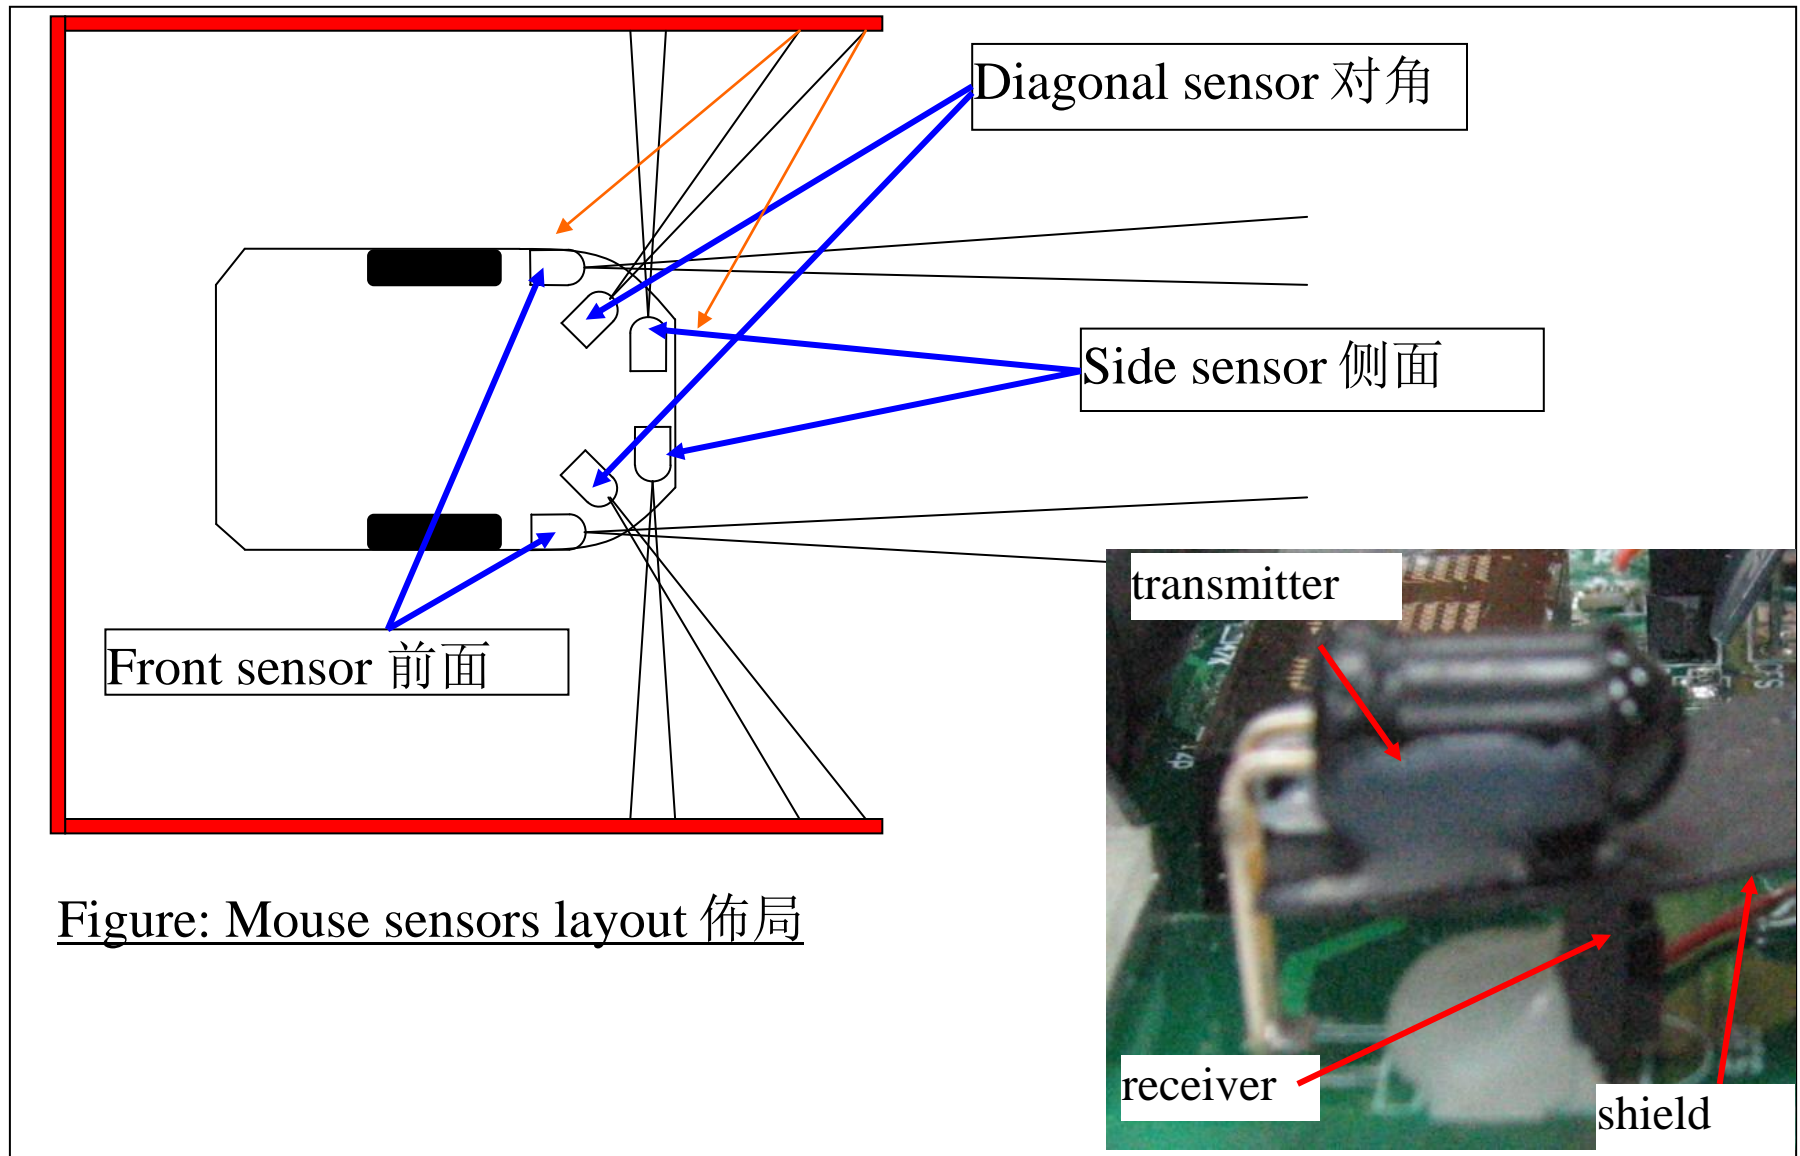 Diagonal sensor 对角
Side sensor 侧面
Front sensor 前面
transmitter
receiver
shield
Figure: Mouse sensors layout 佈局